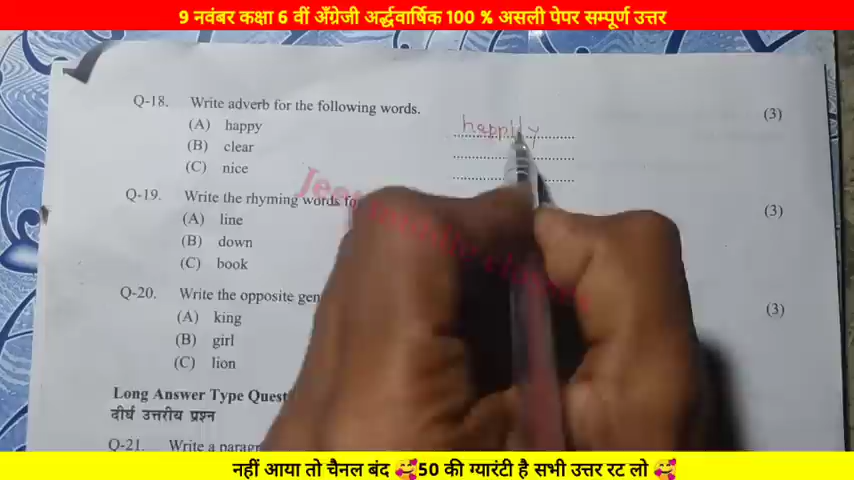 9 नवंबर कक्षा 6 वीं अँग्रेजी अर्द्धवार्षिक 100 % असली पेपर सम्पूर्ण उत्तर
Q-18. Write adverb for the following words. (3)
(A) happy happily
(B) clear
(C) nice
Q-19. Write the rhyming words fo (3)
(A) line
(B) down
(C) book
Q-20. Write the opposite gen (3)
(A) king
(B) girl
(C) lion
Long Answer Type Quest
दीर्घ उत्तरीय प्रश्न
Q-21. Write a paragr
नहीं आया तो चैनल बंद 🥰50 की ग्यारंटी है सभी उत्तर रट लो 🥰